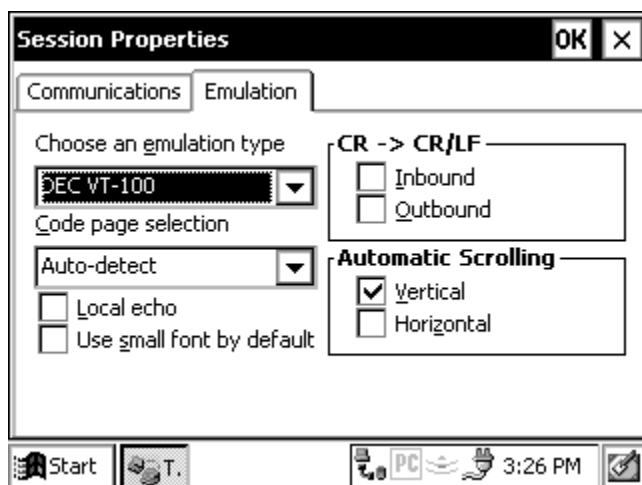 Session Properties OK ×
Communications Emulation
Choose an emulation type
DEC VT-100
Code page selection
Auto-detect
Local echo
Use small font by default
CR -> CR/LF
Inbound
Outbound
Automatic Scrolling
Vertical
Horizontal
Start T. PC 3:26 PM